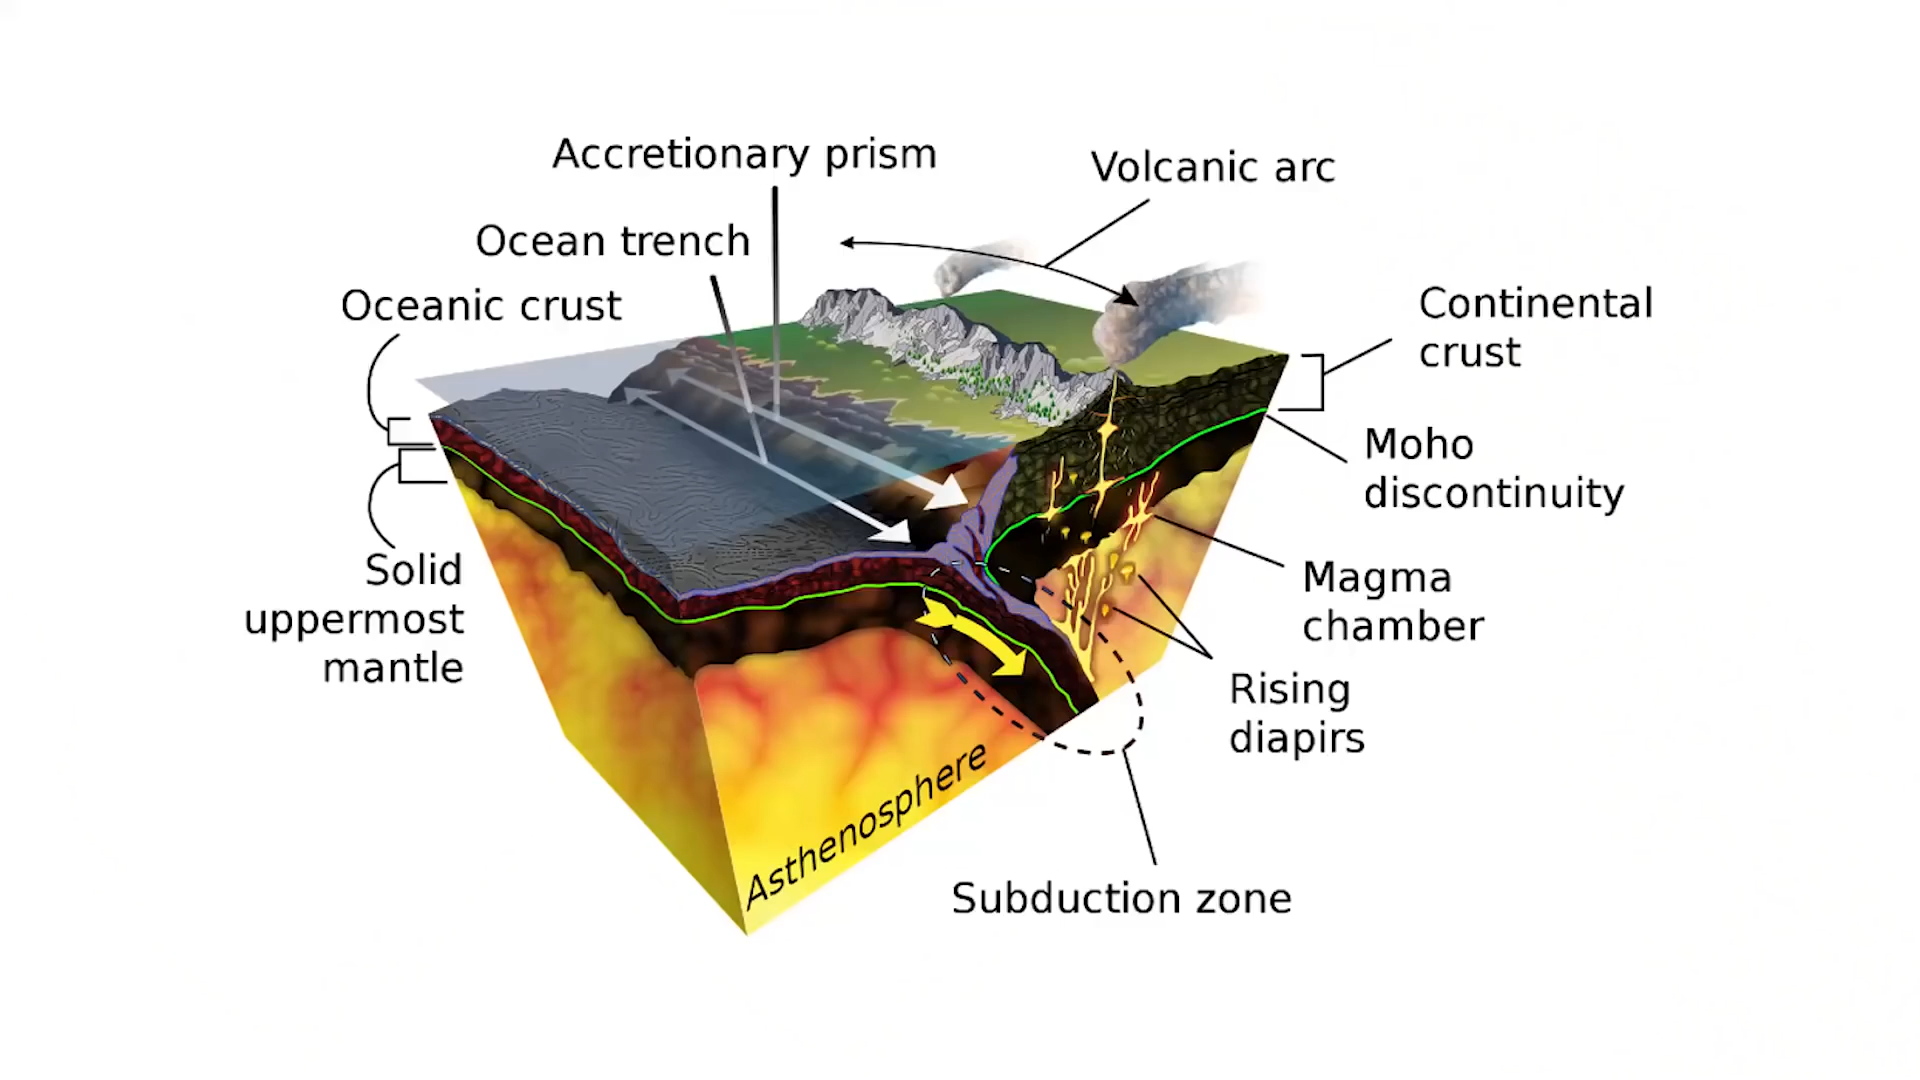 Accretionary prism
Volcanic arc
Ocean trench
Oceanic crust
Continental
crust
Moho
discontinuity
Solid
uppermost
mantle
Magma
chamber
Rising
diapirs
Asthenosphere
Subduction zone